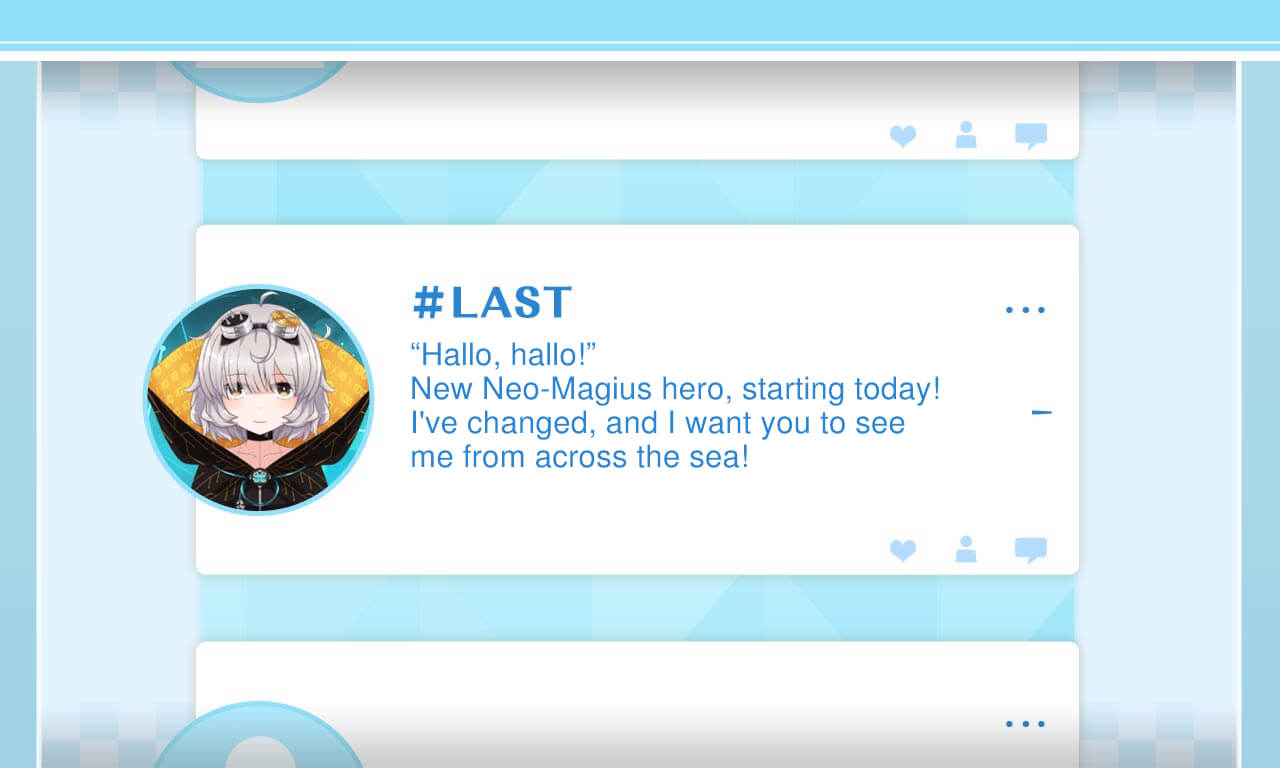 #LAST
“Hallo, hallo!”
New Neo-Magius hero, starting today!
I've changed, and I want you to see
me from across the sea!